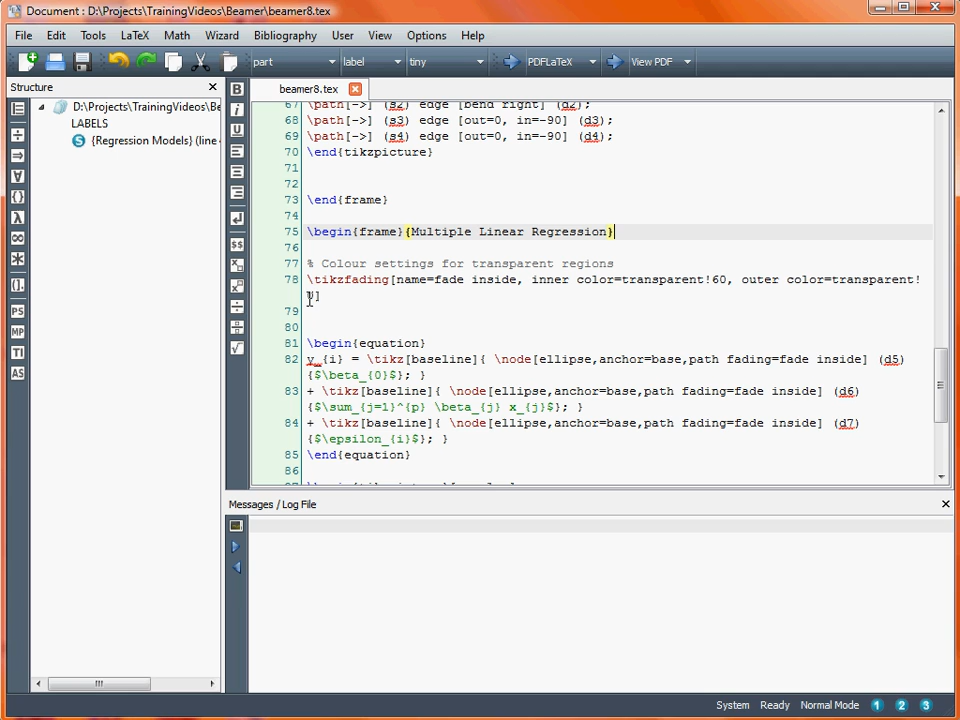 Document : D:\Projects\TrainingVideos\Beamer\beamer8.tex
File Edit Tools LaTeX Math Wizard Bibliography User View Options Help
part label tiny PDFLaTeX View PDF
Structure
beamer8.tex
D:\Projects\TrainingVideos\Be
LABELS
{Regression Models} (line
B
i
U
$$
PS
MP
TI
AS
67 \path[->] (s2) edge [bend right] (d2);
68 \path[->] (s3) edge [out=0, in=-90] (d3);
69 \path[->] (s4) edge [out=0, in=-90] (d4);
70 \end{tikzpicture}
71
72
73 \end{frame}
74
75 \begin{frame}{Multiple Linear Regression}
76
77 % Colour settings for transparent regions
78 \tikzfading[name=fade inside, inner color=transparent!60, outer color=transparent!
]
79
80
81 \begin{equation}
82 y_{i} = \tikz[baseline]{ \node[ellipse,anchor=base,path fading=fade inside] (d5)
{$\beta_{0}$}; }
83 + \tikz[baseline]{ \node[ellipse,anchor=base,path fading=fade inside] (d6)
{$\sum_{j=1}^{p} \beta_{j} x_{j}$}; }
84 + \tikz[baseline]{ \node[ellipse,anchor=base,path fading=fade inside] (d7)
{$\epsilon_{i}$}; }
85 \end{equation}
86
Messages / Log File
System Ready Normal Mode 1 2 3